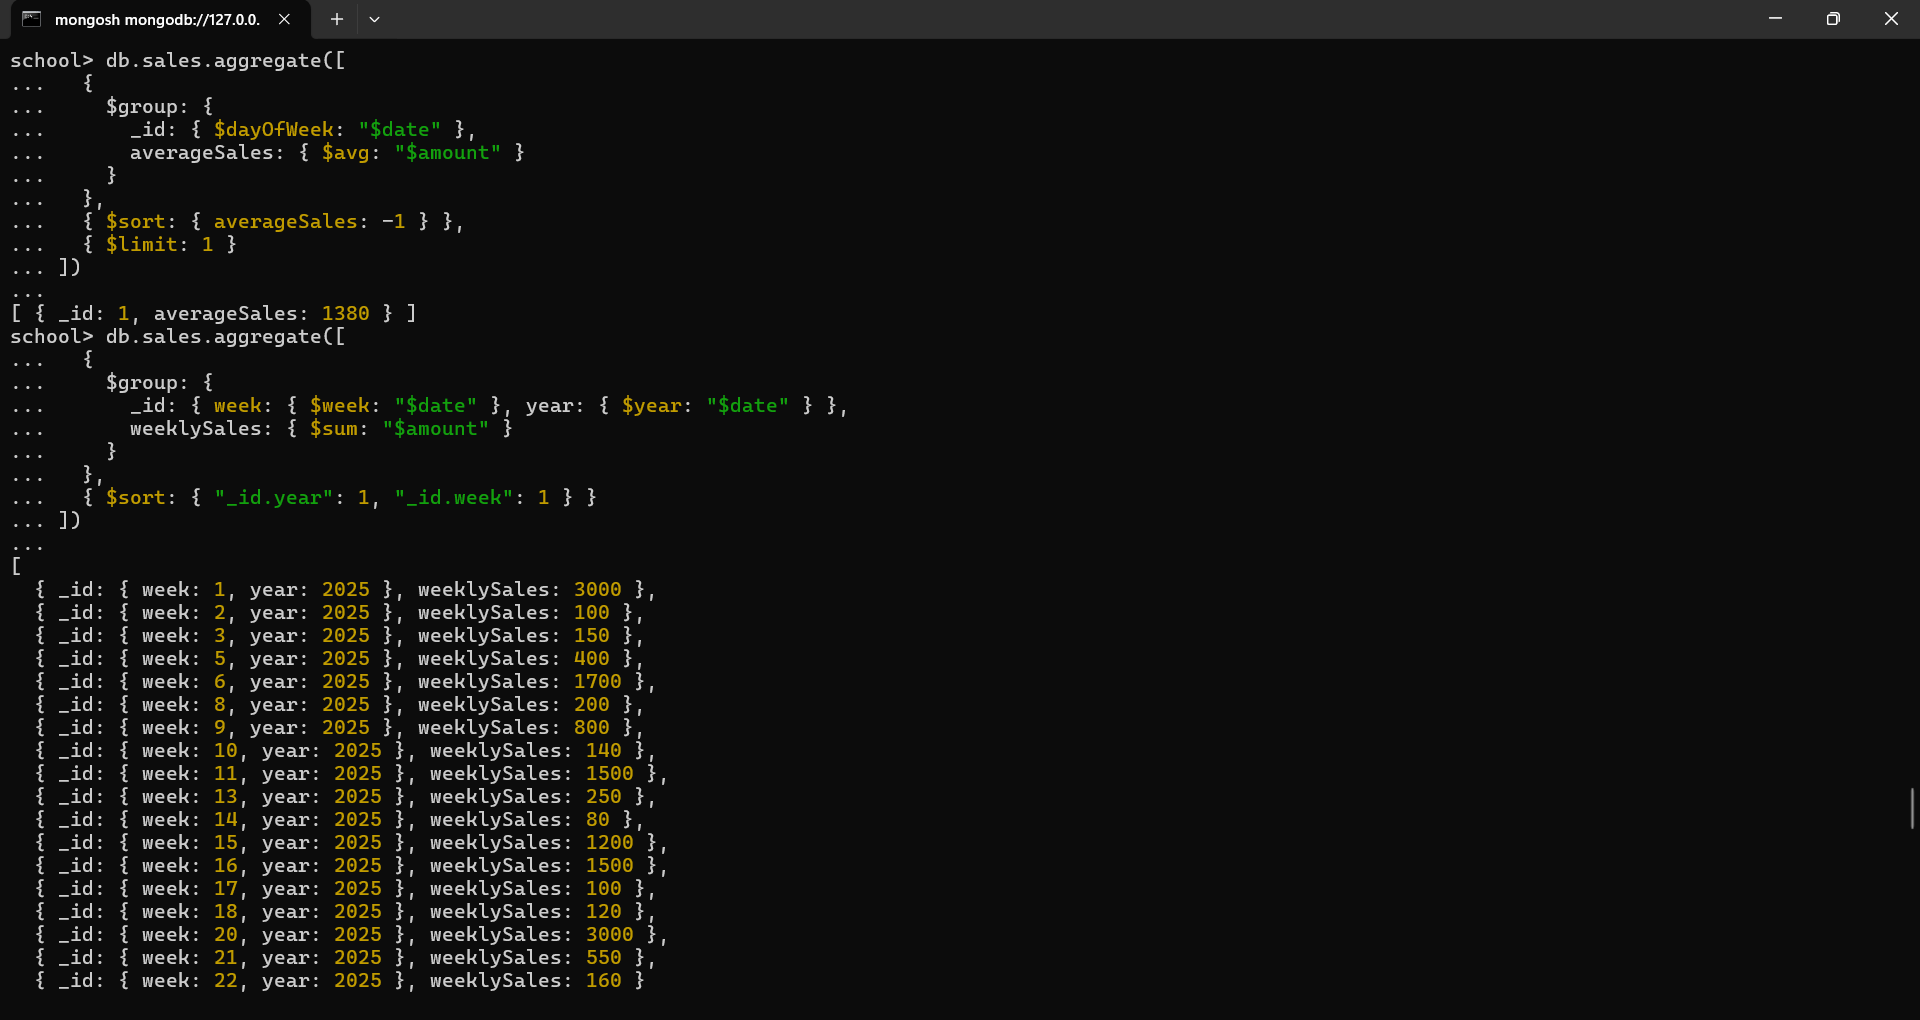 mongosh mongodb://127.0.0.
school> db.sales.aggregate([
...   {
...     $group: {
...       _id: { $dayOfWeek: "$date" },
...       averageSales: { $avg: "$amount" }
...     }
...   },
...   { $sort: { averageSales: -1 } },
...   { $limit: 1 }
... ])
...
[ { _id: 1, averageSales: 1380 } ]
school> db.sales.aggregate([
...   {
...     $group: {
...       _id: { week: { $week: "$date" }, year: { $year: "$date" } },
...       weeklySales: { $sum: "$amount" }
...     }
...   },
...   { $sort: { "_id.year": 1, "_id.week": 1 } }
... ])
...
[
  { _id: { week: 1, year: 2025 }, weeklySales: 3000 },
  { _id: { week: 2, year: 2025 }, weeklySales: 100 },
  { _id: { week: 3, year: 2025 }, weeklySales: 150 },
  { _id: { week: 5, year: 2025 }, weeklySales: 400 },
  { _id: { week: 6, year: 2025 }, weeklySales: 1700 },
  { _id: { week: 8, year: 2025 }, weeklySales: 200 },
  { _id: { week: 9, year: 2025 }, weeklySales: 800 },
  { _id: { week: 10, year: 2025 }, weeklySales: 140 },
  { _id: { week: 11, year: 2025 }, weeklySales: 1500 },
  { _id: { week: 13, year: 2025 }, weeklySales: 250 },
  { _id: { week: 14, year: 2025 }, weeklySales: 80 },
  { _id: { week: 15, year: 2025 }, weeklySales: 1200 },
  { _id: { week: 16, year: 2025 }, weeklySales: 1500 },
  { _id: { week: 17, year: 2025 }, weeklySales: 100 },
  { _id: { week: 18, year: 2025 }, weeklySales: 120 },
  { _id: { week: 20, year: 2025 }, weeklySales: 3000 },
  { _id: { week: 21, year: 2025 }, weeklySales: 550 },
  { _id: { week: 22, year: 2025 }, weeklySales: 160 }